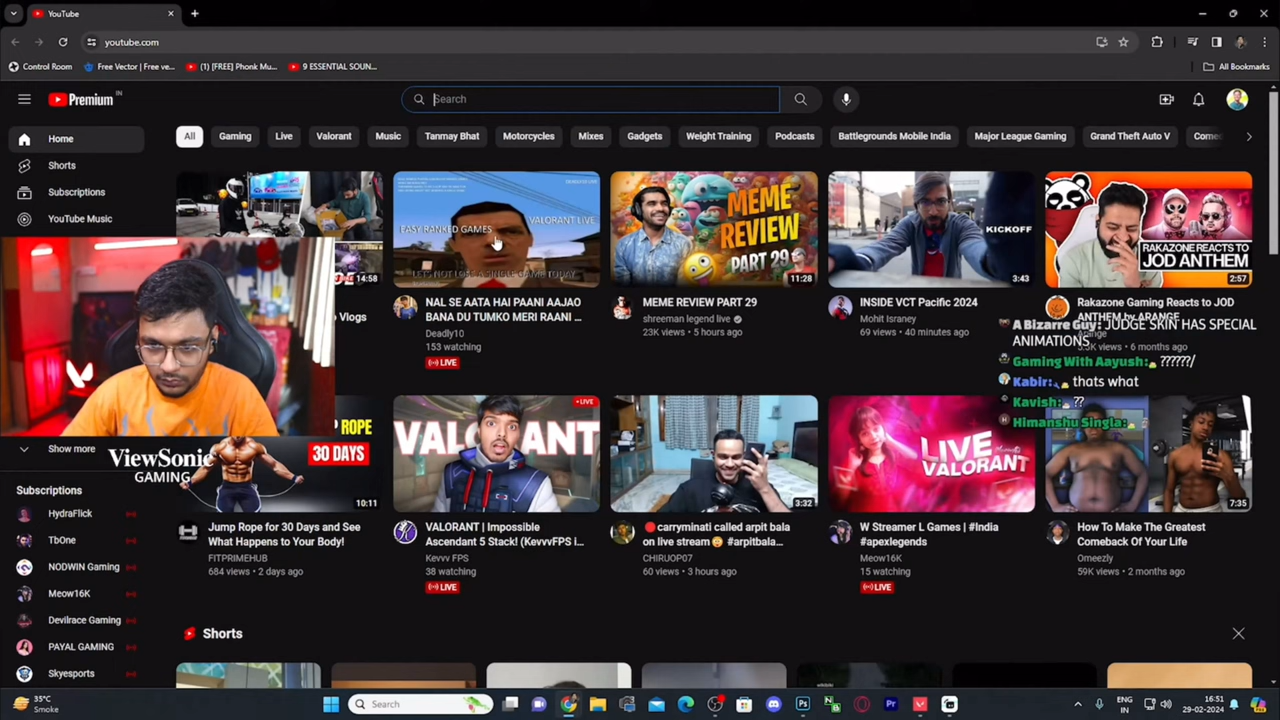 YouTube
youtube.com
Control Room
Free Vector | Free ve...
(1) [FREE] Phonk Mu...
9 ESSENTIAL SOUN...
All Bookmarks
Premium IN
Search
Home
Shorts
Subscriptions
YouTube Music
All
Gaming
Live
Valorant
Music
Tanmay Bhat
Motorcycles
Mixes
Gadgets
Weight Training
Podcasts
Battlegrounds Mobile India
Major League Gaming
Grand Theft Auto V
Come
14:58
Vlogs
EASY RANKED GAMES
VALORANT LIVE
LET'S NOT LOSE A SINGLE GAME TODAY
NAL SE AATA HAI PAANI AAJAO
BANA DU TUMKO MERI RAANI ...
Deadly10
153 watching
LIVE
MEME
REVIEW
PART 29
11:28
MEME REVIEW PART 29
shreeman legend live
23K views • 5 hours ago
KICKOFF
3:43
INSIDE VCT Pacific 2024
Mohit Israney
69 views • 40 minutes ago
RAKAZONE
REACTS TO
JOD ANTHEM
2:57
Rakazone Gaming Reacts to JOD
ANTHEM by ARANGE
6 months ago
A Bizarre Guy: JUDGE SKIN HAS SPECIAL
ANIMATIONS
Gaming With Aayush: ??????/
Kabir: thats what
Kavish: ??
Himanshu Singla:
Show more
ViewSonic
GAMING
ROPE
30 DAYS
10:11
Jump Rope for 30 Days and See
What Happens to Your Body!
FITPRIMEHUB
684 views • 2 days ago
LIVE
VALORANT
VALORANT | Impossible
Ascendant 5 Stack! (KevvvFPS i...
Kevvv FPS
38 watching
LIVE
3:32
carryminati called arpit bala
on live stream #arpitbala...
CHIRUOP07
60 views • 3 hours ago
LIVE
VALORANT
W Streamer L Games | #India
#apexlegends
Meow16K
15 watching
LIVE
7:35
How To Make The Greatest
Comeback Of Your Life
Omeezly
59K views • 2 months ago
Subscriptions
HydraFlick
TbOne
NODWIN Gaming
Meow16K
Devilrace Gaming
PAYAL GAMING
Skyesports
Shorts
35°C
Smoke
Search
ENG
IN
16:51
29-02-2024